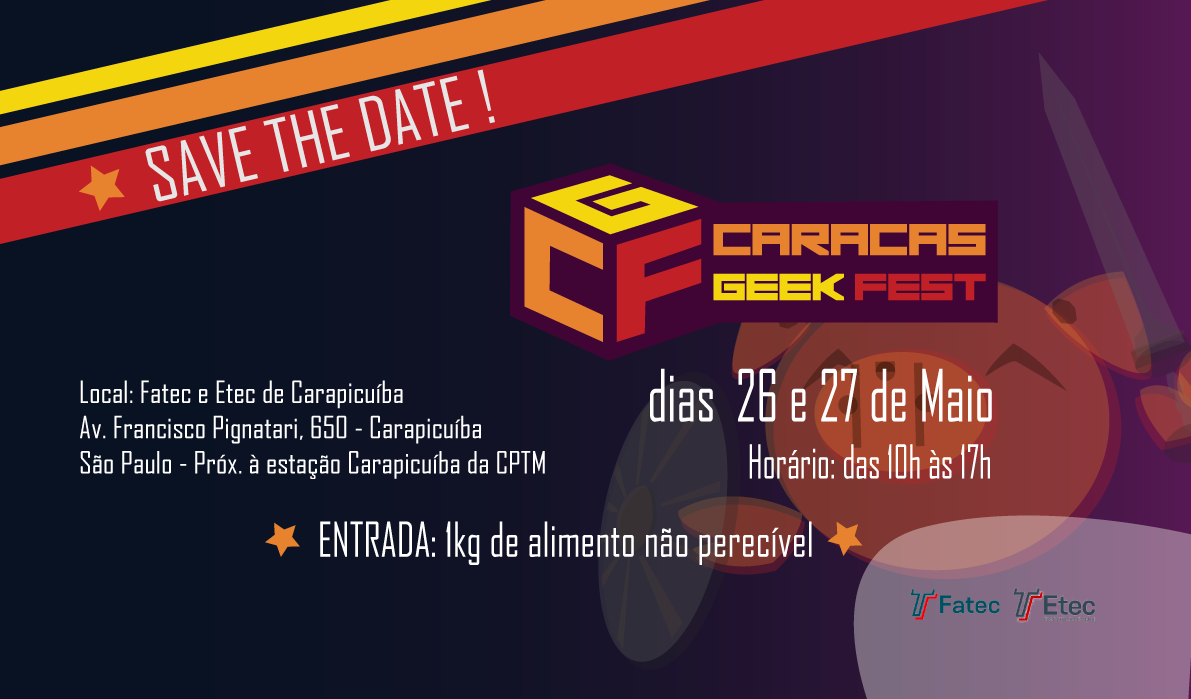 SAVE THE DATE !
CGF
CARACAS
GEEK FEST
Local: Fatec e Etec de Carapicuíba
Av. Francisco Pignatari, 650 - Carapicuíba
São Paulo - Próx. à estação Carapicuíba da CPTM
dias 26 e 27 de Maio
Horário: das 10h às 17h
ENTRADA: 1kg de alimento não perecível
Fatec
Etec